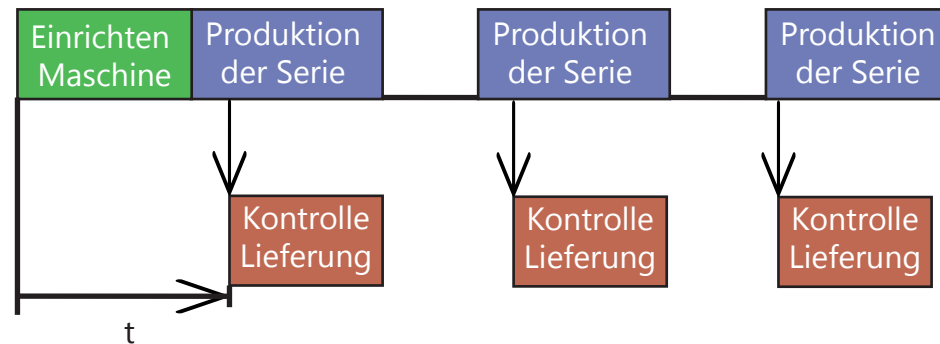 Einrichten
Maschine
Produktion
der Serie
Produktion
der Serie
Produktion
der Serie
Kontrolle
Lieferung
Kontrolle
Lieferung
Kontrolle
Lieferung
t